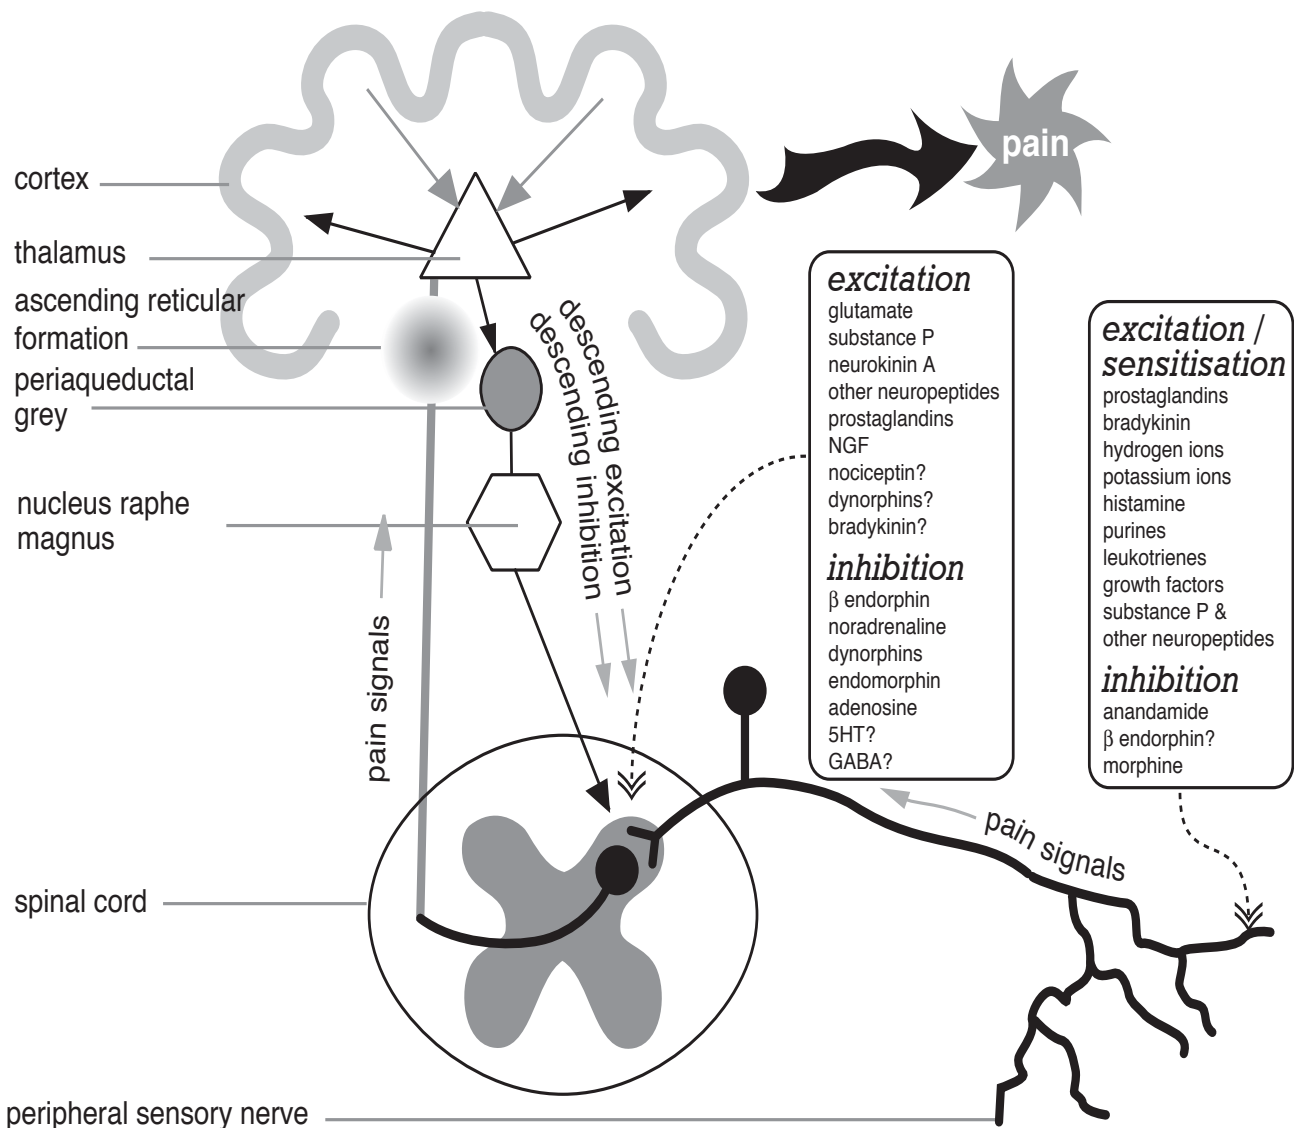 pain
cortex
thalamus
ascending reticular
formation
periaqueductal
grey
nucleus raphe
magnus
descending excitation
descending inhibition
pain signals
excitation
glutamate
substance P
neurokinin A
other neuropeptides
prostaglandins
NGF
nociceptin?
dynorphins?
bradykinin?
inhibition
β endorphin
noradrenaline
dynorphins
endomorphin
adenosine
5HT?
GABA?
excitation /
sensitisation
prostaglandins
bradykinin
hydrogen ions
potassium ions
histamine
purines
leukotrienes
growth factors
substance P &
other neuropeptides
inhibition
anandamide
β endorphin?
morphine
pain signals
spinal cord
peripheral sensory nerve